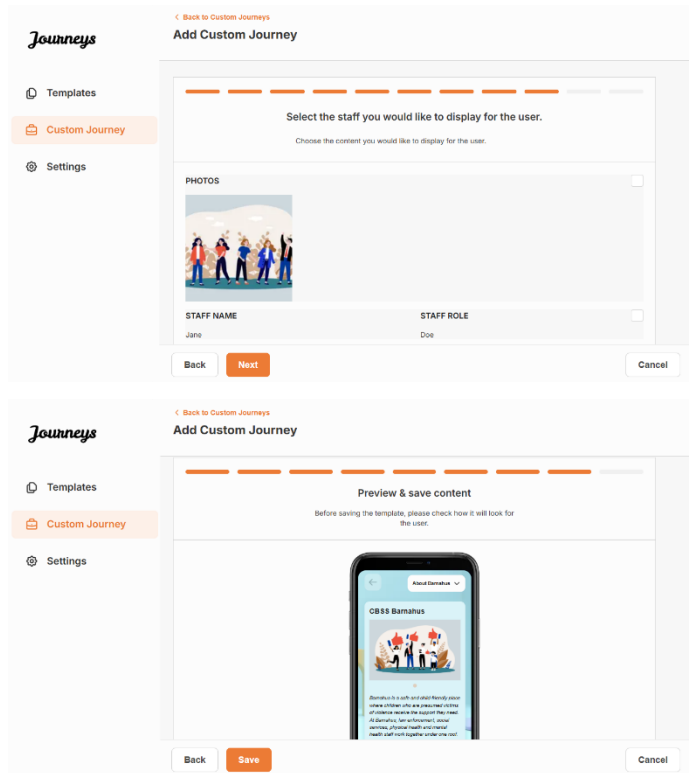 Journeys
Templates
Custom Journey
Settings
< Back to Custom Journeys
Add Custom Journey
Select the staff you would like to display for the user.
Choose the content you would like to display for the user.
PHOTOS
STAFF NAME STAFF ROLE
Jane Doe
Back Next Cancel
Journeys
Templates
Custom Journey
Settings
< Back to Custom Journeys
Add Custom Journey
Preview & save content
Before saving the template, please check how it will look for
the user.
About Barnahus
CBSS Barnahus
Barnahus is a safe and child-friendly place
where children who are presumed victims
of violence receive the support they need.
At Barnahus, law enforcement, social
services, physical health and mental
health staff work together under one roof.
Back Save Cancel